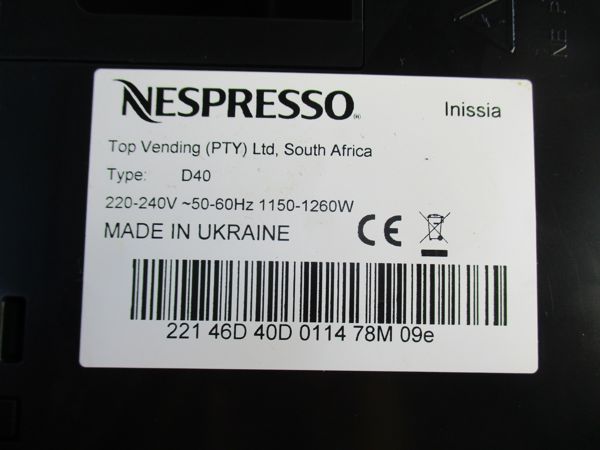 NESPRESSO® Inissia
Top Vending (PTY) Ltd, South Africa
Type: D40
220-240V ~50-60Hz 1150-1260W
MADE IN UKRAINE CE
221 46D 40D 0114 78M 09e